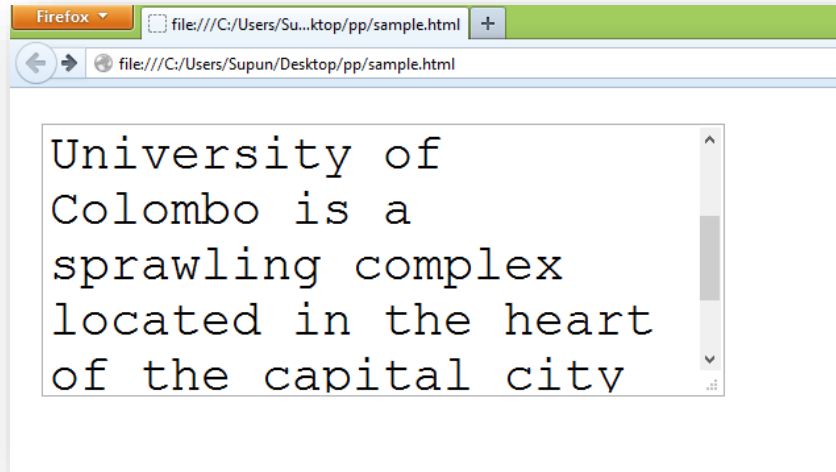 Firefox
file:///C:/Users/Su...ktop/pp/sample.html
file:///C:/Users/Supun/Desktop/pp/sample.html
University of
Colombo is a
sprawling complex
located in the heart
of the capital city